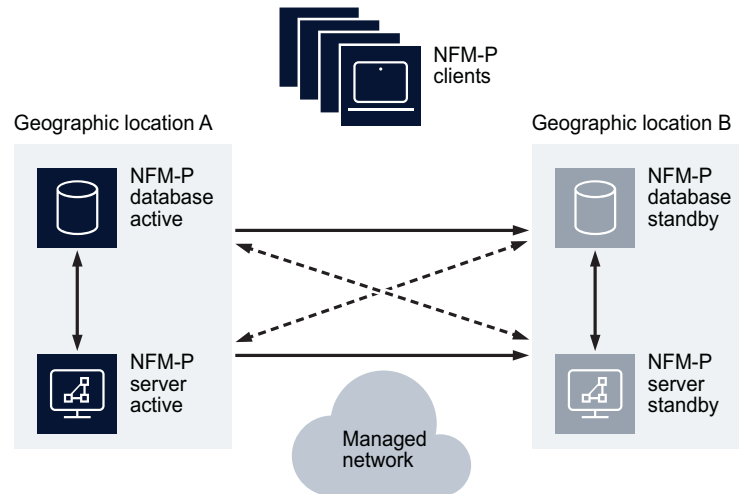 NFM-P
clients
Geographic location A
Geographic location B
NFM-P
database
active
NFM-P
database
standby
NFM-P
server
active
NFM-P
server
standby
Managed
network